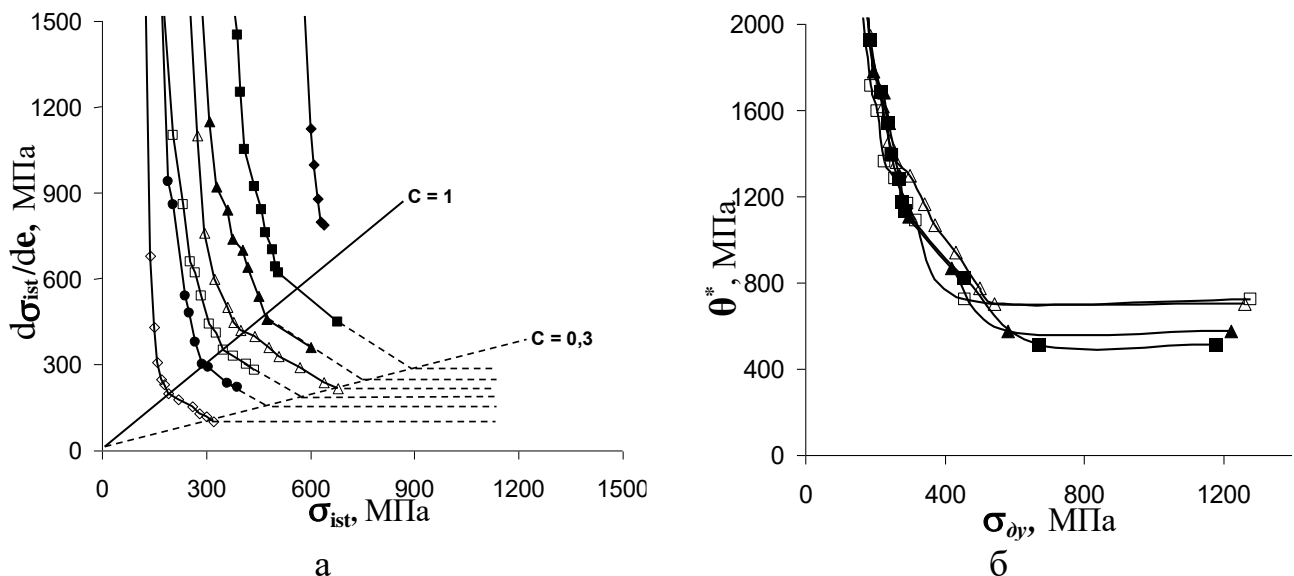 1500
1200
900
600
300
0
dσist/de, МПа
C = 1
C = 0,3
0 300 600 900 1200 1500
σist, МПа
а
2000
1600
1200
800
400
0
θ*, МПа
0 400 800 1200
σду, МПа
б